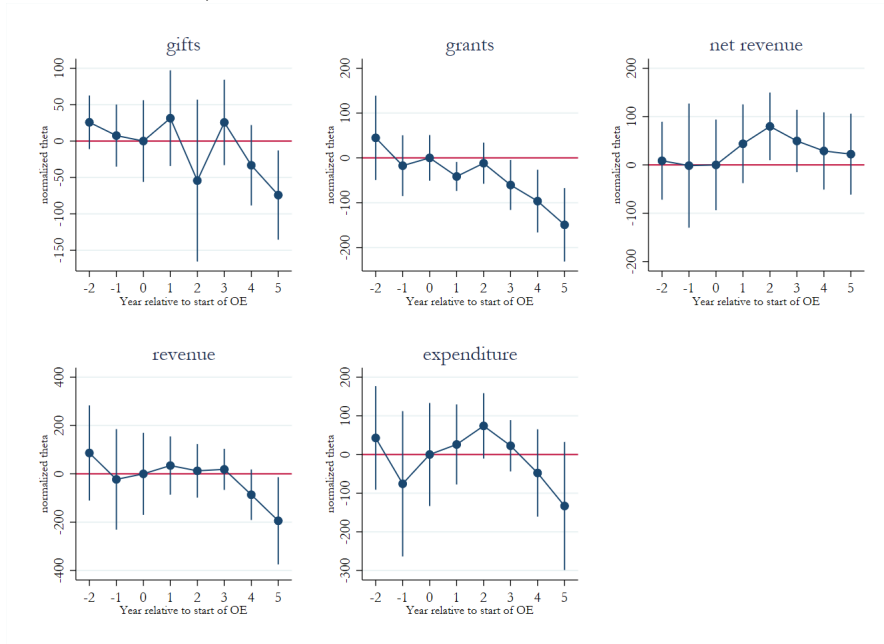 gifts
normalized theta
100
50
0
-50
-100
-150
-2 -1 0 1 2 3 4 5
Year relative to start of OE
grants
normalized theta
200
100
0
-100
-200
-2 -1 0 1 2 3 4 5
Year relative to start of OE
net revenue
normalized theta
200
100
0
-100
-200
-2 -1 0 1 2 3 4 5
Year relative to start of OE
revenue
normalized theta
400
200
0
-200
-400
-2 -1 0 1 2 3 4 5
Year relative to start of OE
expenditure
normalized theta
200
100
0
-100
-200
-300
-2 -1 0 1 2 3 4 5
Year relative to start of OE